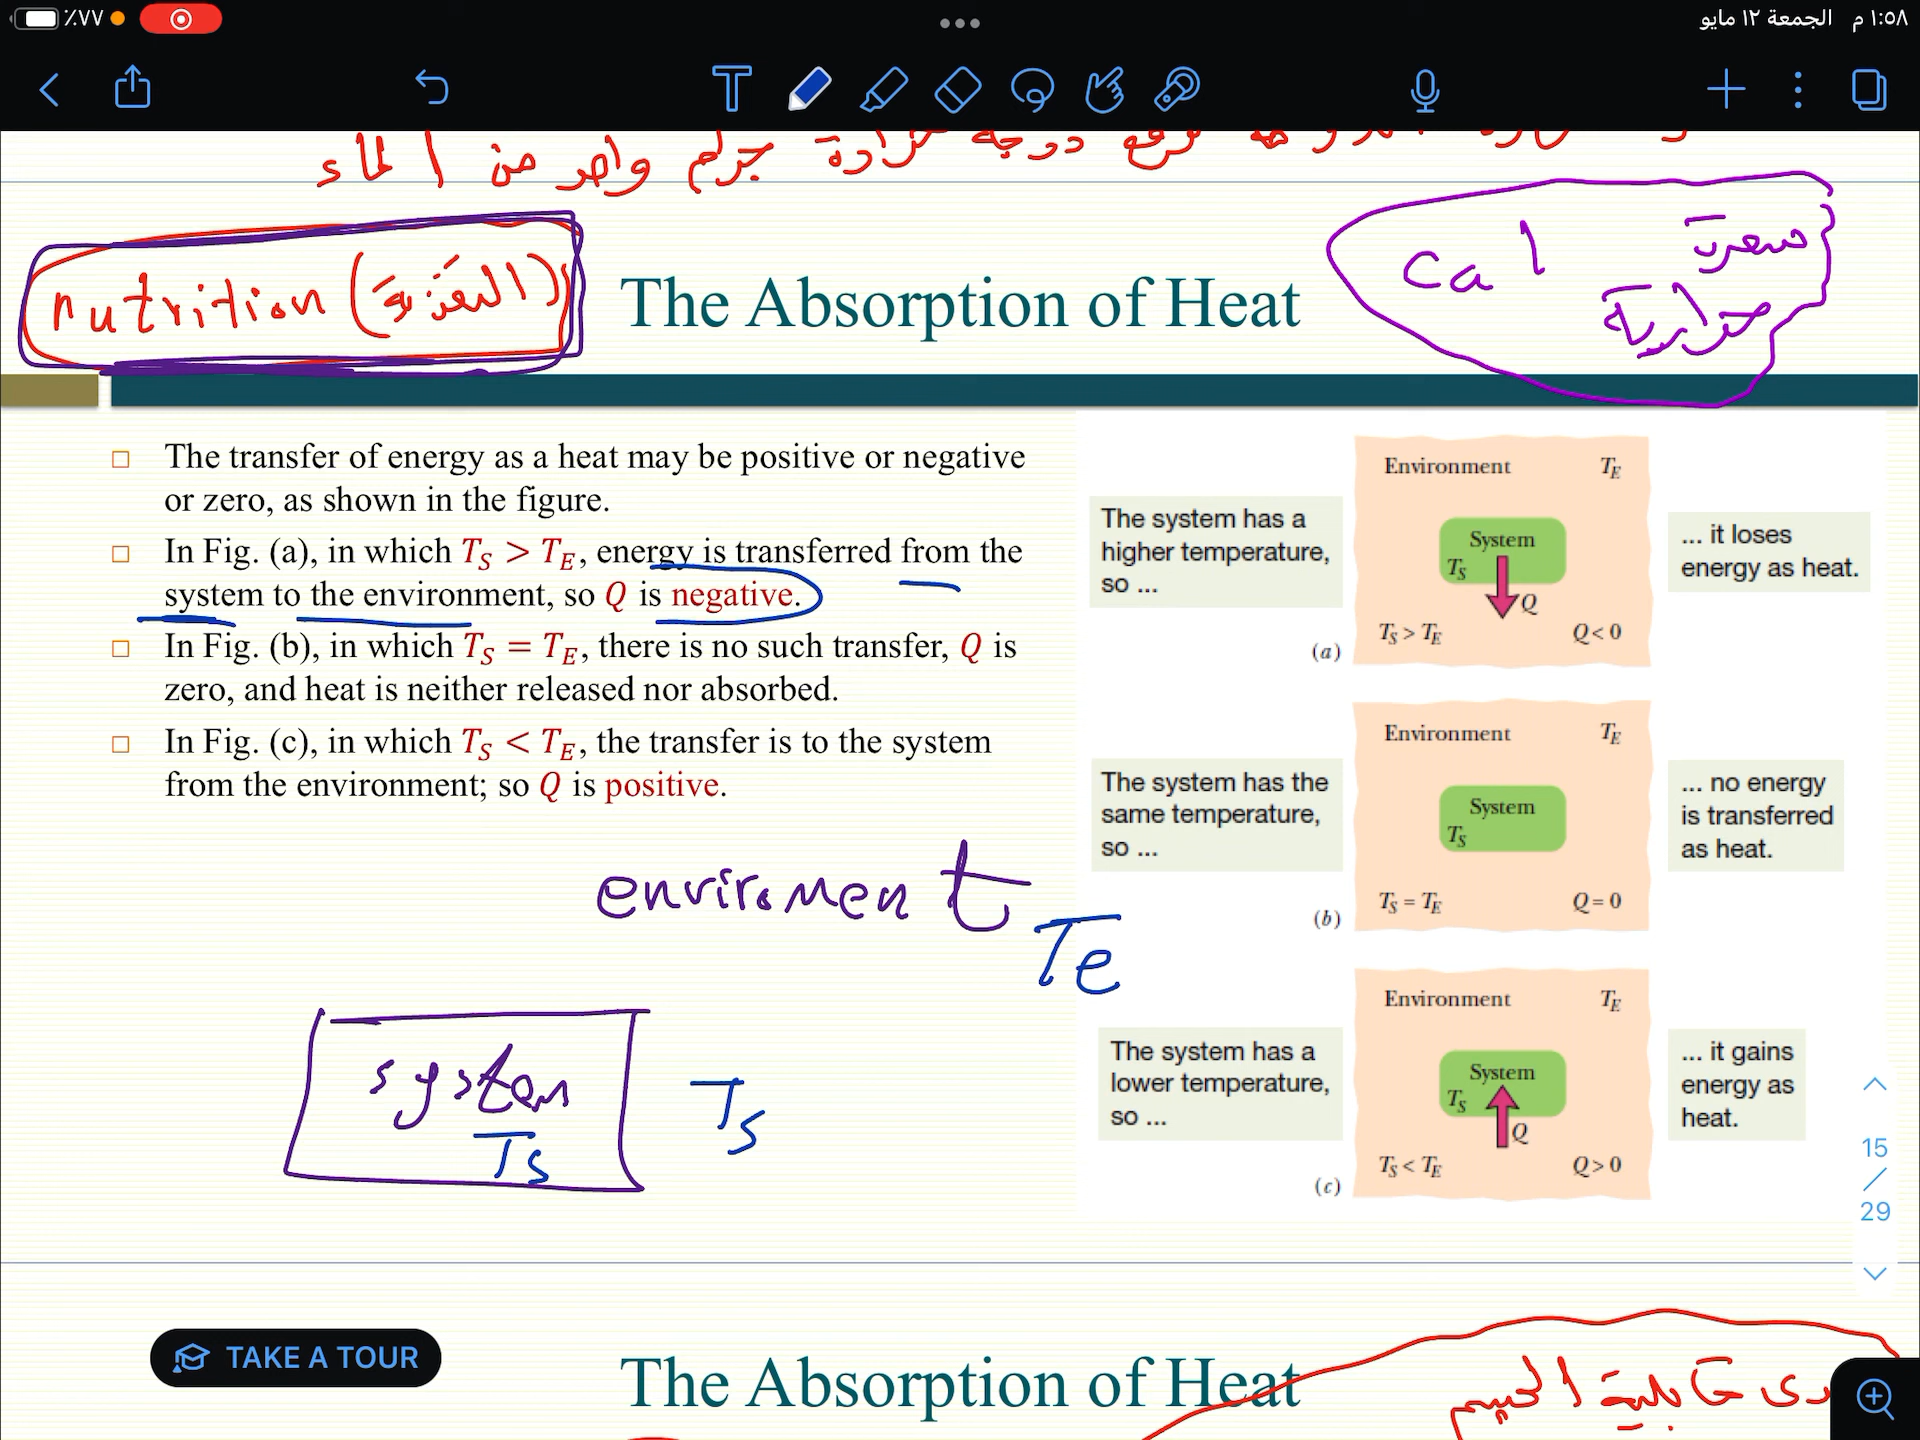 ٪٧٧
١:٥٨ م الجمعة ١٢ مايو
T
درجة حرارة جرام واحد من الماء
nutrition (التغذية)
The Absorption of Heat
cal سعرة
حرارية
The transfer of energy as a heat may be positive or negative
or zero, as shown in the figure.
In Fig. (a), in which T_S > T_E, energy is transferred from the
system to the environment, so Q is negative.
In Fig. (b), in which T_S = T_E, there is no such transfer, Q is
zero, and heat is neither released nor absorbed.
In Fig. (c), in which T_S < T_E, the transfer is to the system
from the environment; so Q is positive.
enviroment
Te
system
Ts
Ts
The system has a
higher temperature,
so ...
Environment T_E
System
T_S
Q
T_S > T_E Q < 0
(a)
... it loses
energy as heat.
The system has the
same temperature,
so ...
Environment T_E
System
T_S
T_S = T_E Q = 0
(b)
... no energy
is transferred
as heat.
The system has a
lower temperature,
so ...
Environment T_E
System
T_S
Q
T_S < T_E Q > 0
(c)
... it gains
energy as
heat.
15
/
29
TAKE A TOUR
The Absorption of Heat
قابلية الجسم